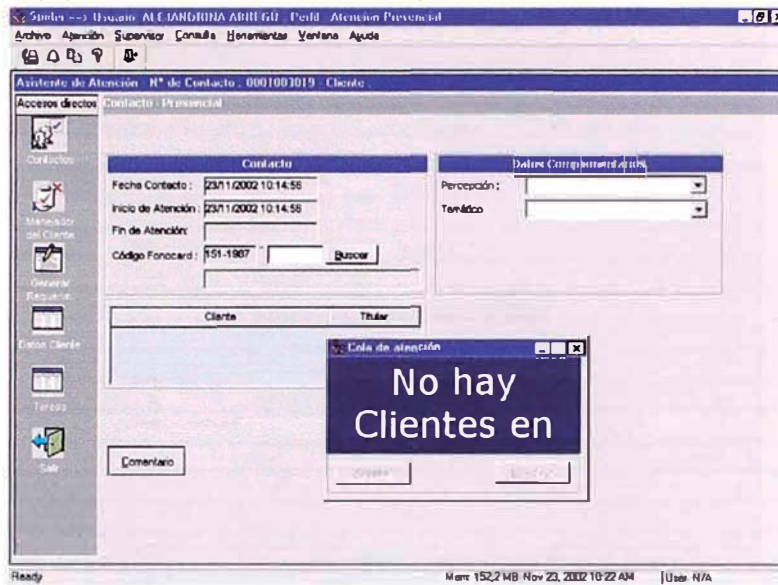 Spider --> Usuario: ALEJANDRINA Perfil: Atención Presencial
Archivo Atención Supervisor Consulta Herramientas Ventana Ayuda
Asistente de Atención - N° de Contacto : 0001003019 - Cliente :
Accesos directos
Contacto - Presencial
Contactos
Contacto
Datos Complementarios
Fecha Contacto : 23/11/2002 10:14:56
Percepción :
Inicio de Atención : 23/11/2002 10:14:56
Temático
Manejador del Cliente
Fin de Atención:
Código Fonocard : 151-1987 - Buscar
Generar
Cliente Titular
Datos Cliente
Cola de atención
No hay
Clientes en
Tareas
Comentario
Salir
Ready
Mem: 152,2 MB Nov 23, 2002 10:22 AM User: N/A